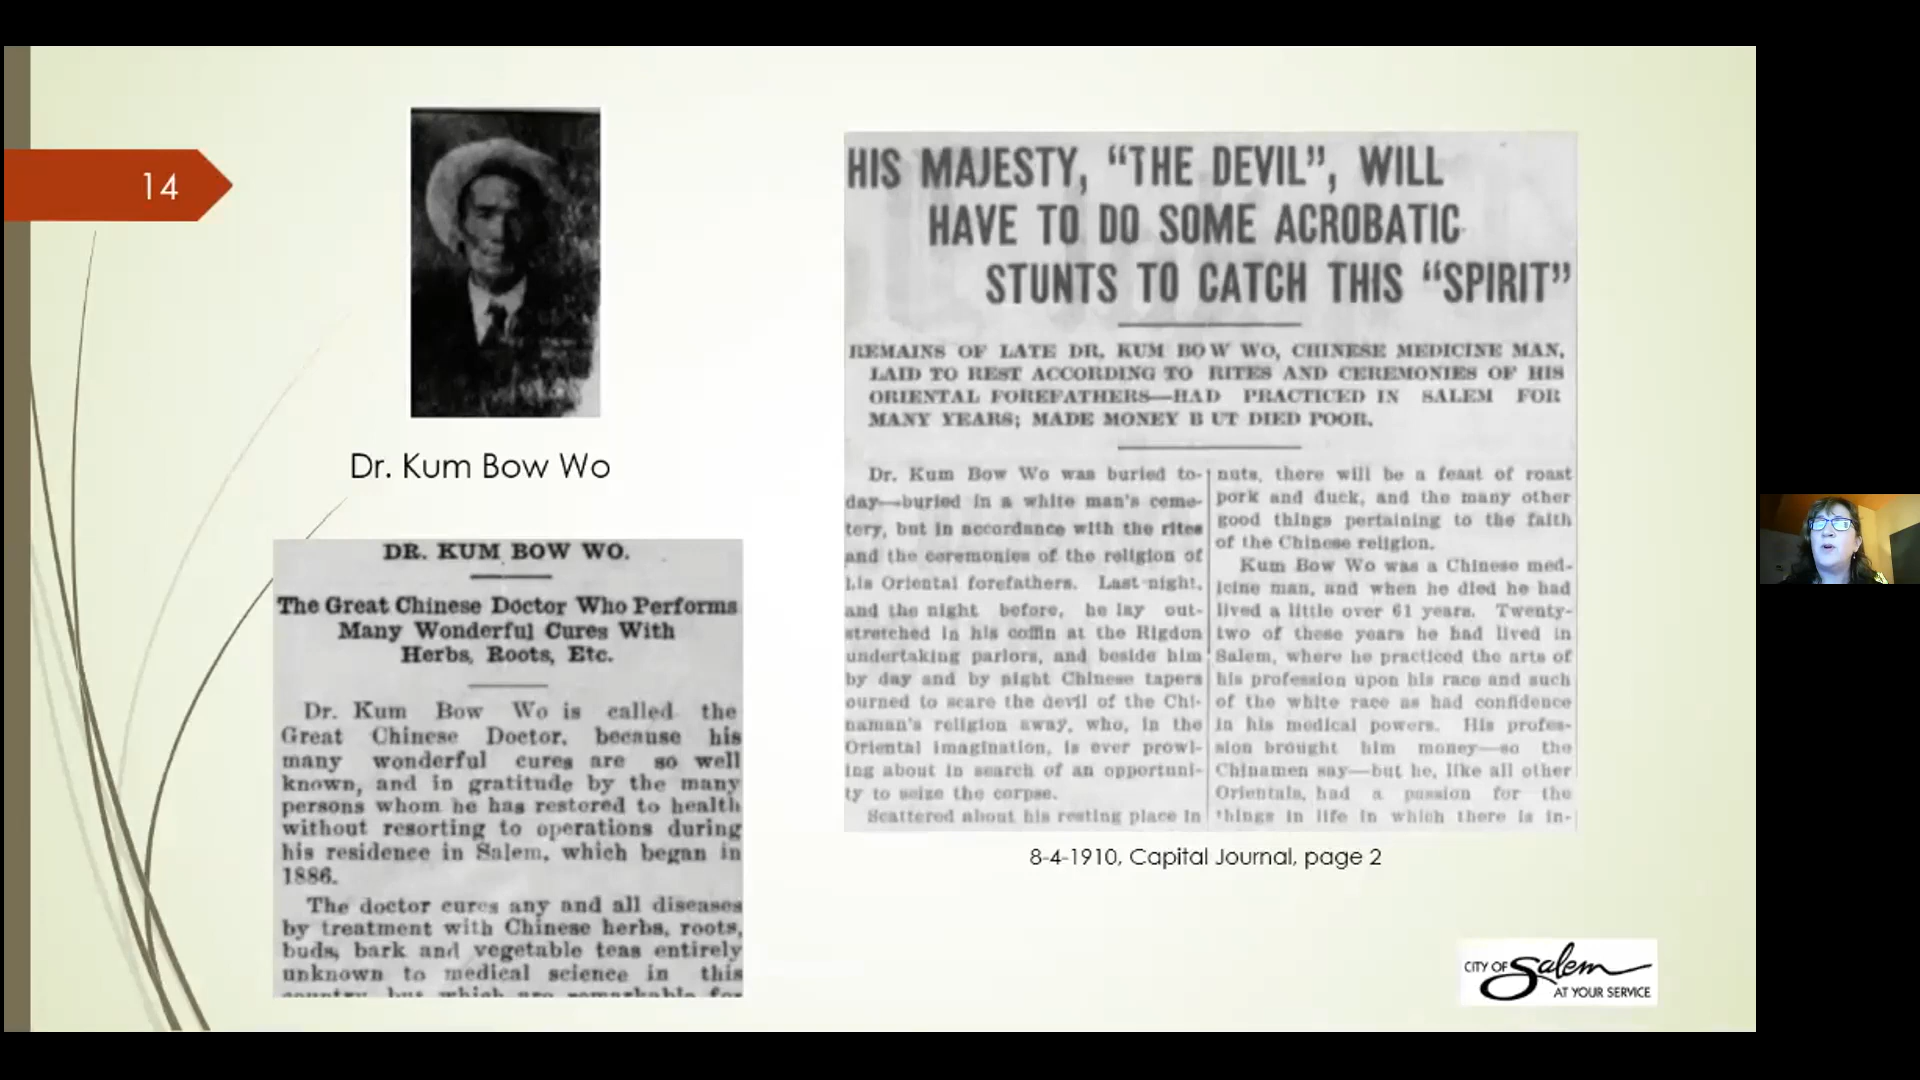 14
Dr. Kum Bow Wo
DR. KUM BOW WO.
The Great Chinese Doctor Who Performs
Many Wonderful Cures With
Herbs, Roots, Etc.
Dr. Kum Bow Wo is called the
Great Chinese Doctor, because his
many wonderful cures are so well
known, and in gratitude by the many
persons whom he has restored to health
without resorting to operations during
his residence in Salem, which began in
1886.
The doctor cures any and all diseases
by treatment with Chinese herbs, roots,
buds, bark and vegetable teas entirely
unknown to medical science in this
country, but which are remarkable for
HIS MAJESTY, "THE DEVIL", WILL
HAVE TO DO SOME ACROBATIC
STUNTS TO CATCH THIS "SPIRIT"
REMAINS OF LATE DR. KUM BOW WO, CHINESE MEDICINE MAN,
LAID TO REST ACCORDING TO RITES AND CEREMONIES OF HIS
ORIENTAL FOREFATHERS—HAD PRACTICED IN SALEM FOR
MANY YEARS; MADE MONEY B UT DIED POOR.
Dr. Kum Bow Wo was buried to-
day—buried in a white man's ceme-
tery, but in accordance with the rites
and the ceremonies of the religion of
his Oriental forefathers. Last night,
and the night before, he lay out-
stretched in his coffin at the Rigdon
undertaking parlors, and beside him
by day and by night Chinese tapers
ourned to scare the devil of the Chi-
naman's religion away, who, in the
Oriental imagination, is ever prowl-
ing about in search of an opportuni-
ty to seize the corpse.
Scattered about his resting place in
nuts, there will be a feast of roast
pork and duck, and the many other
good things pertaining to the faith
of the Chinese religion.
Kum Bow Wo was a Chinese med-
icine man, and when he died he had
lived a little over 61 years. Twenty-
two of these years he had lived in
Salem, where he practiced the arts of
his profession upon his race and such
of the white race as had confidence
in his medical powers. His profes-
sion brought him money—so the
Chinamen say—but he, like all other
Orientals, had a passion for the
things in life in which there is in-
8-4-1910, Capital Journal, page 2
CITY OF Salem
AT YOUR SERVICE